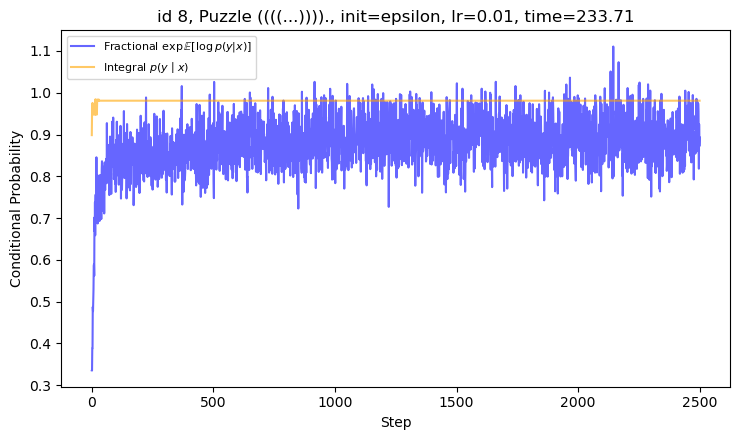 id 8, Puzzle ((((...))))., init=epsilon, lr=0.01, time=233.71
Fractional exp𝔼[log p(y|x)]
Integral p(y | x)
1.1
1.0
0.9
0.8
0.7
0.6
0.5
0.4
0.3
Conditional Probability
0 500 1000 1500 2000 2500
Step